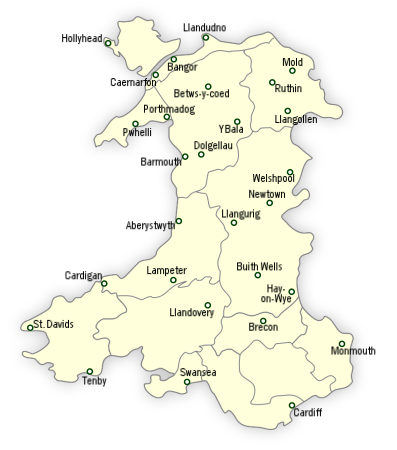 Llandudno
Hollyhead
Mold
Bangor
Caernarfon
Ruthin
Betws-y-coed
Porthmadog
Llangollen
YBala
Pwhelli
Dolgellau
Barmouth
Welshpool
Newtown
Llangurig
Aberystwyth
Buith Wells
Lampeter
Cardigan
Hay-
on-Wye
Llandovery
St. Davids
Brecon
Monmouth
Swansea
Tenby
Cardiff